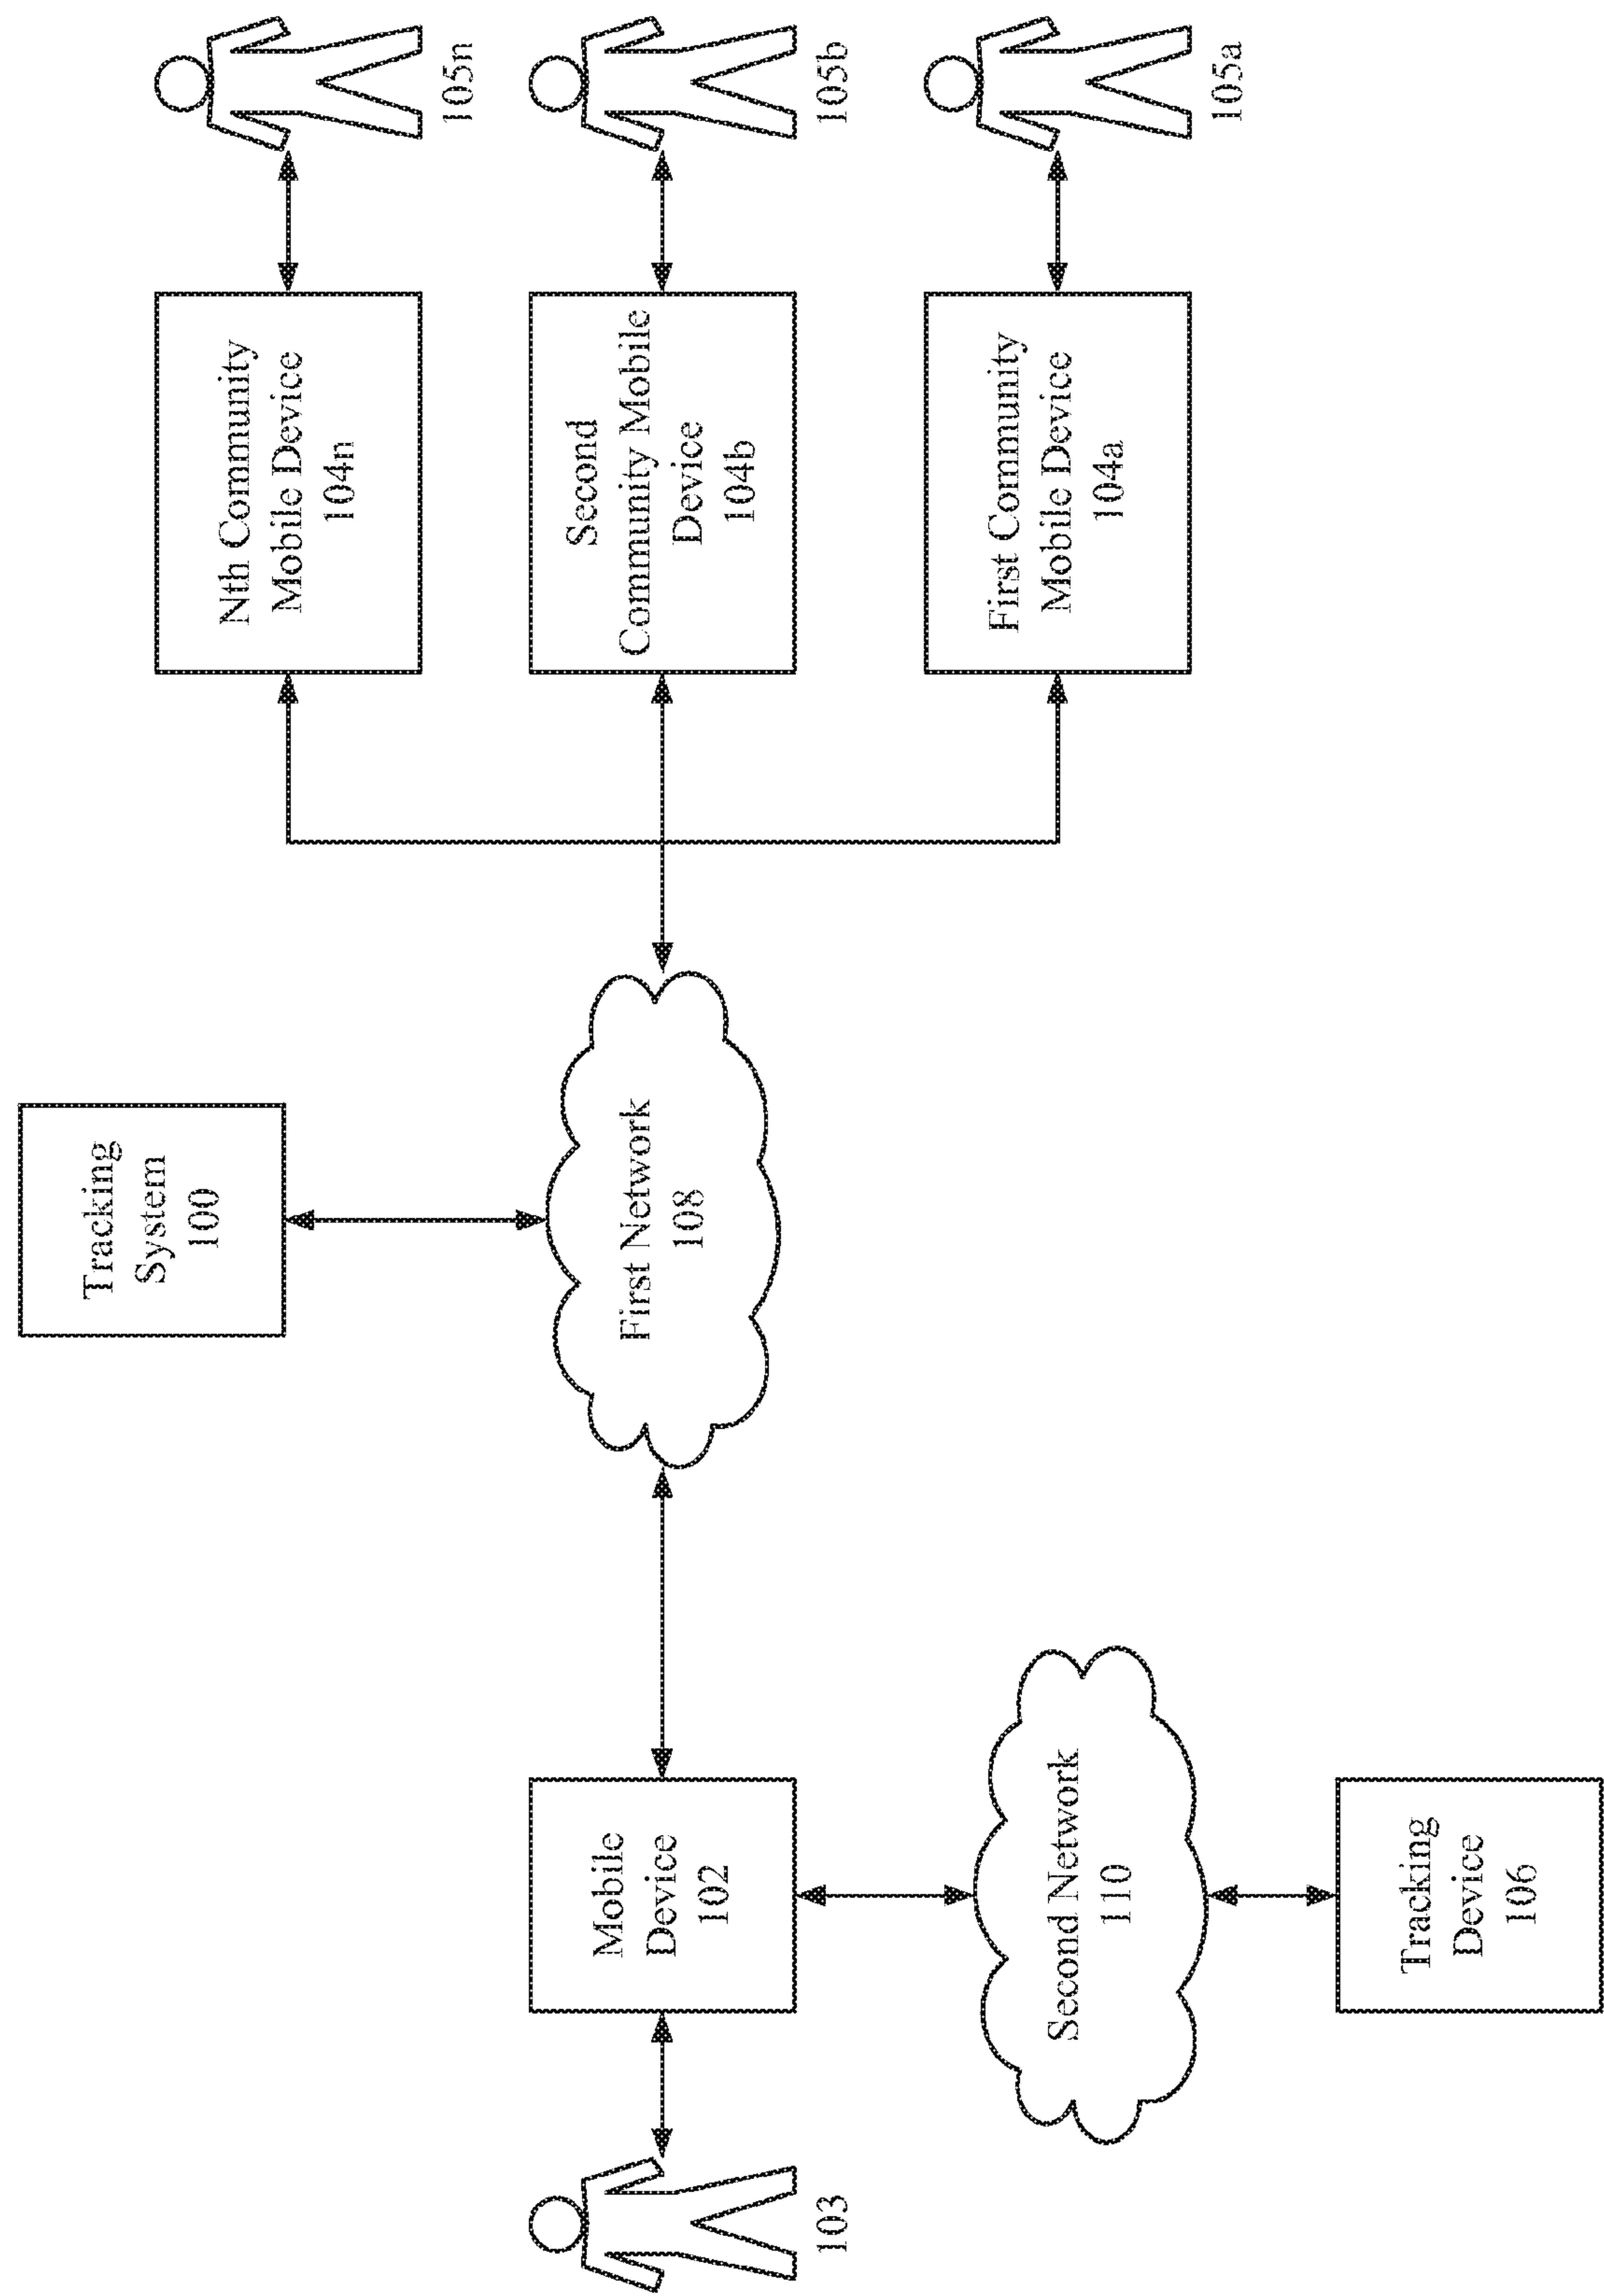 Tracking
System
100
Nth Community
Mobile Device
104n
105n
103
Mobile
Device
102
First Network
108
Second
Community Mobile
Device
104b
105b
Second Network
110
First Community
Mobile Device
104a
105a
Tracking
Device
106